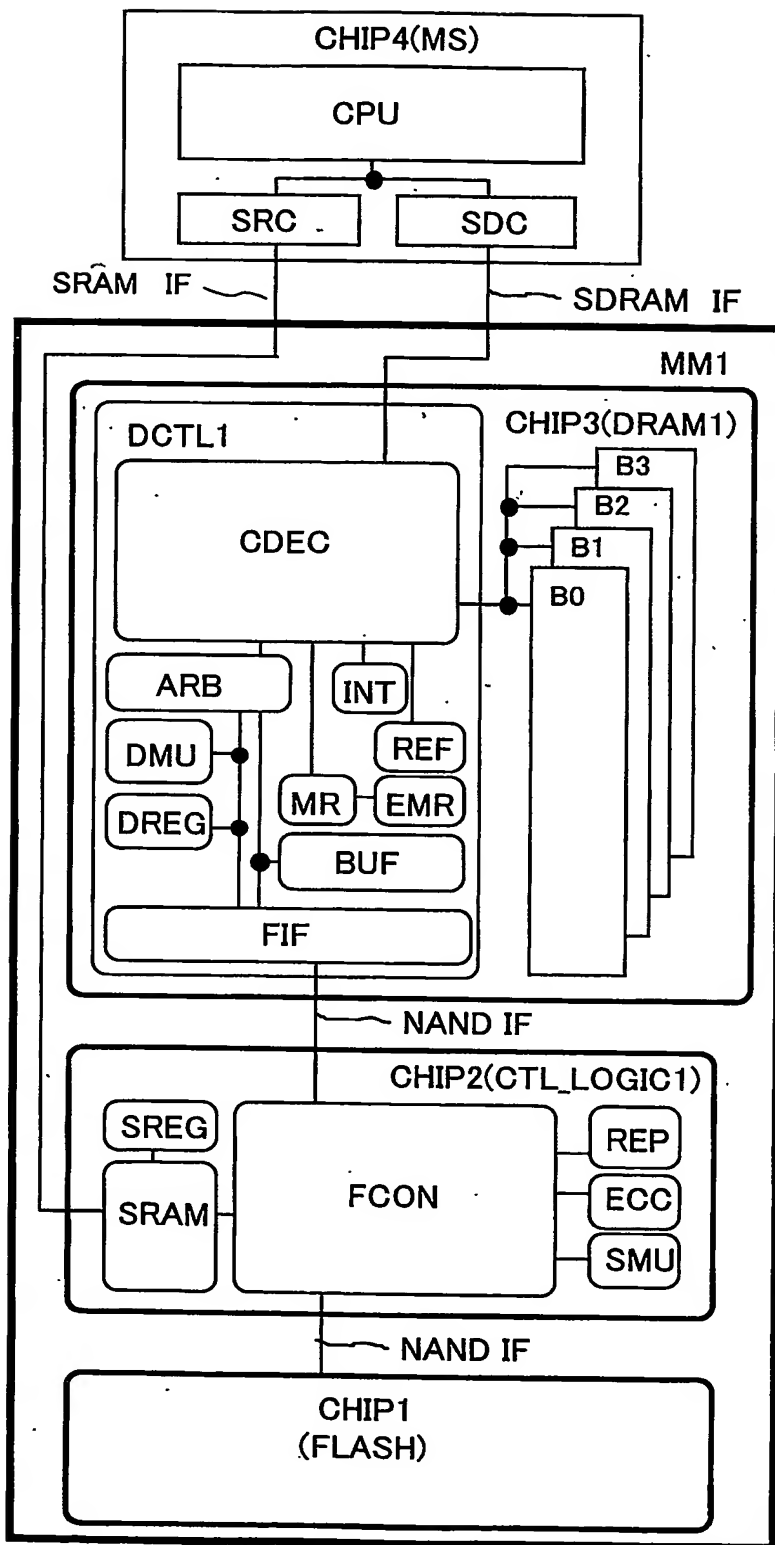 CHIP4(MS)
CPU
SRC
SDC
SRAM IF
SDRAM IF
MM1
DCTL1
CHIP3(DRAM1)
B3
B2
B1
B0
CDEC
ARB
INT
DMU
REF
DREG
MR
EMR
BUF
FIF
NAND IF
CHIP2(CTL_LOGIC1)
SREG
REP
FCON
SRAM
ECC
SMU
NAND IF
CHIP1
(FLASH)